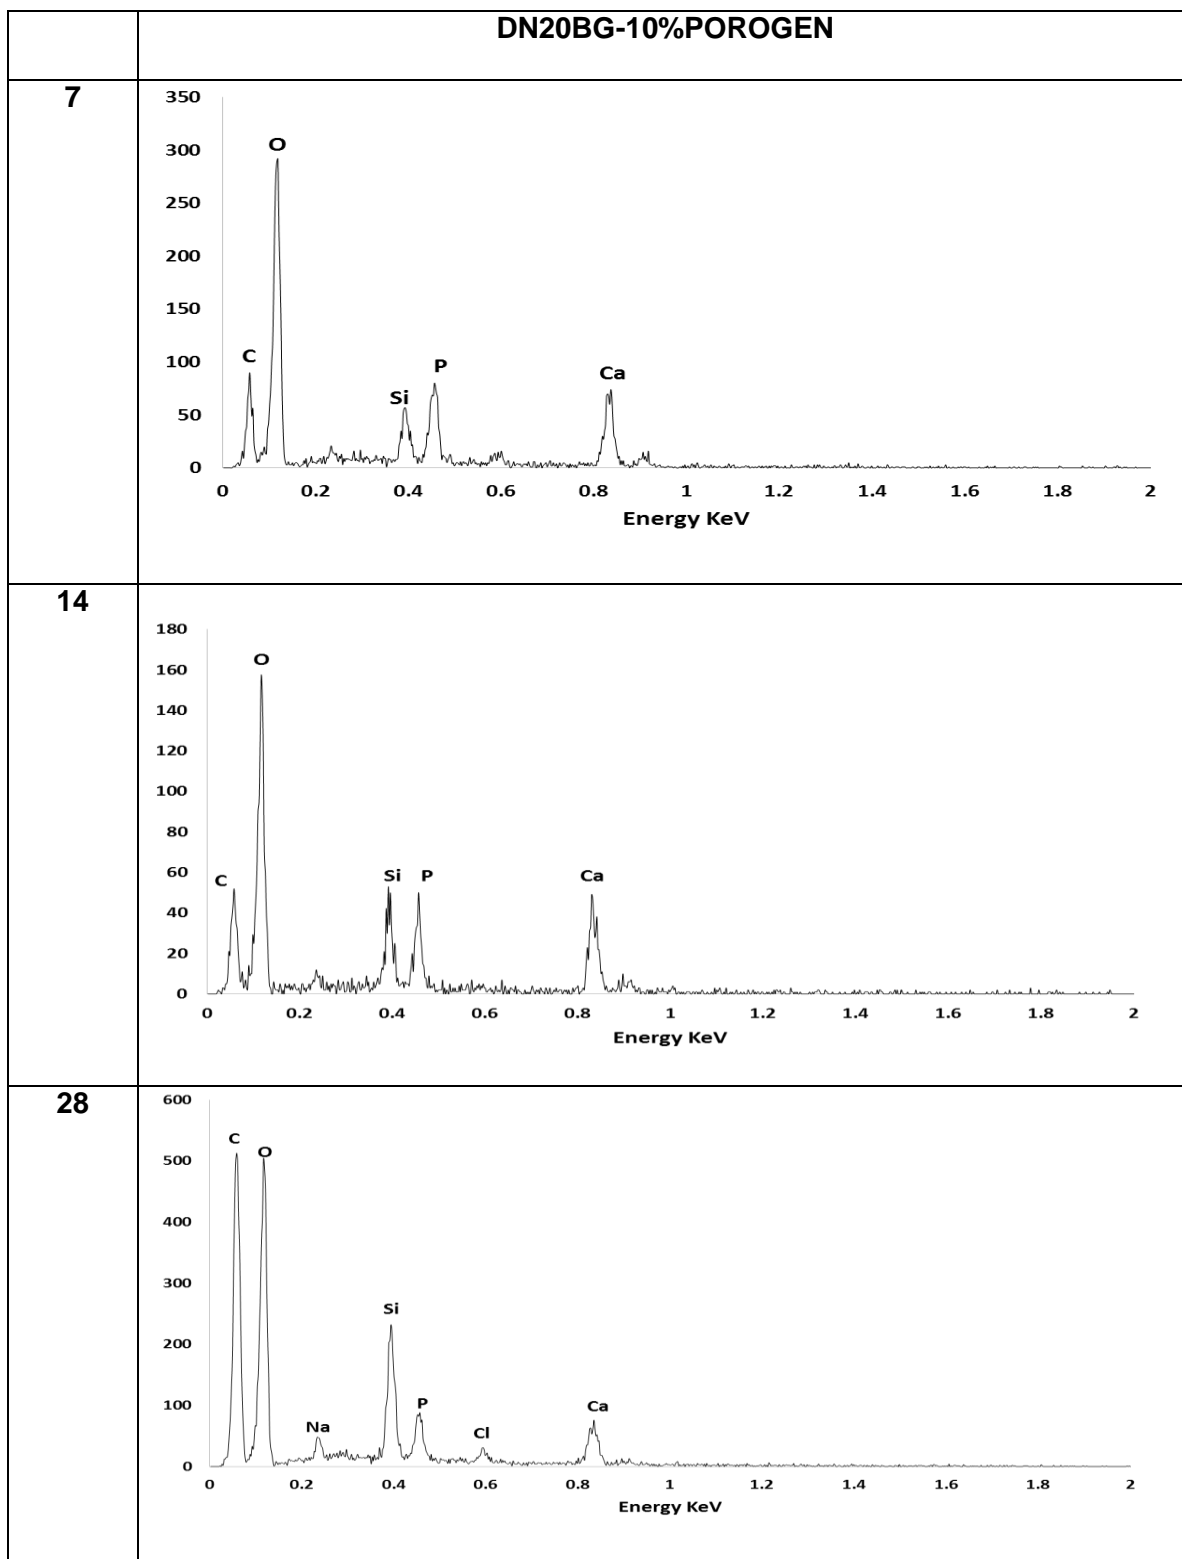 DN20BG-10%POROGEN
7
350
300
250
200
150
100
50
0
O
C
Si
P
Ca
0 0.2 0.4 0.6 0.8 1 1.2 1.4 1.6 1.8 2
Energy KeV
14
180
160
140
120
100
80
60
40
20
0
O
C
Si P
Ca
0 0.2 0.4 0.6 0.8 1 1.2 1.4 1.6 1.8 2
Energy KeV
28
600
500
400
300
200
100
0
C
O
Na
Si
P
Cl
Ca
0 0.2 0.4 0.6 0.8 1 1.2 1.4 1.6 1.8 2
Energy KeV